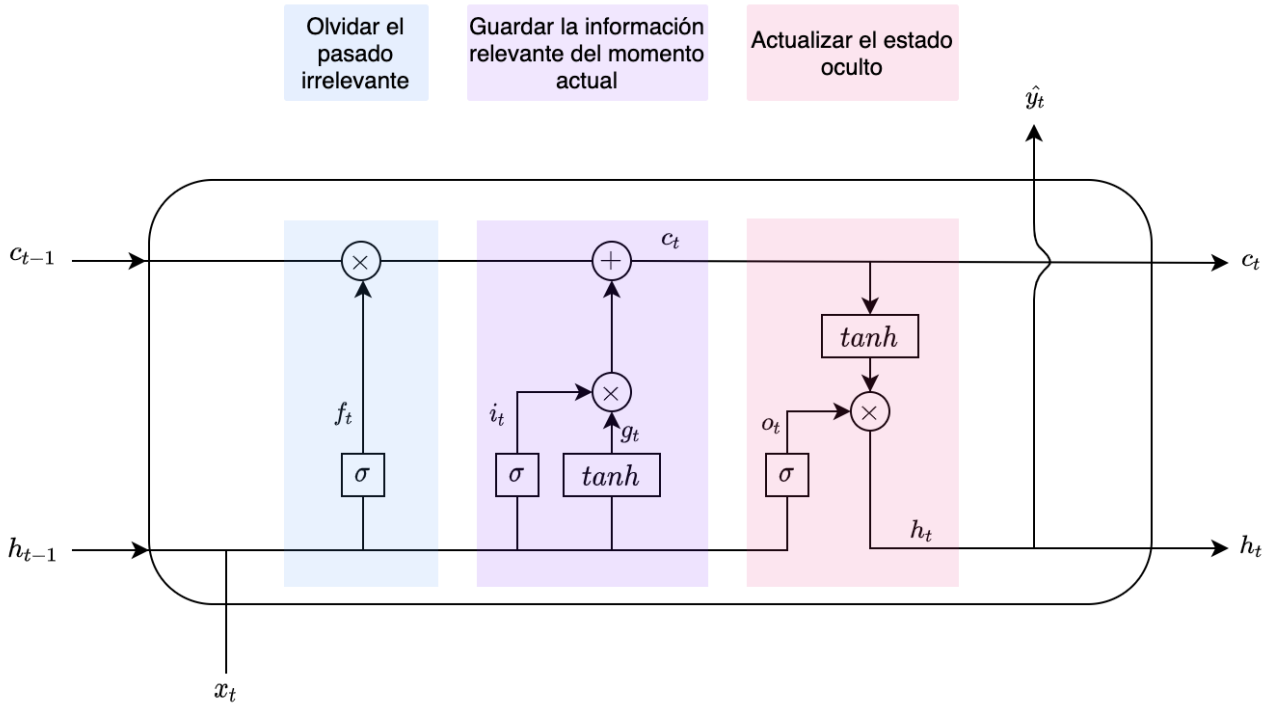 Olvidar el
pasado
irrelevante
Guardar la información
relevante del momento
actual
Actualizar el estado
oculto
ŷ_t
c_{t-1}
×
+
c_t
c_t
tanh
f_t
i_t
×
g_t
o_t
×
σ
σ
tanh
σ
h_{t-1}
h_t
h_t
x_t